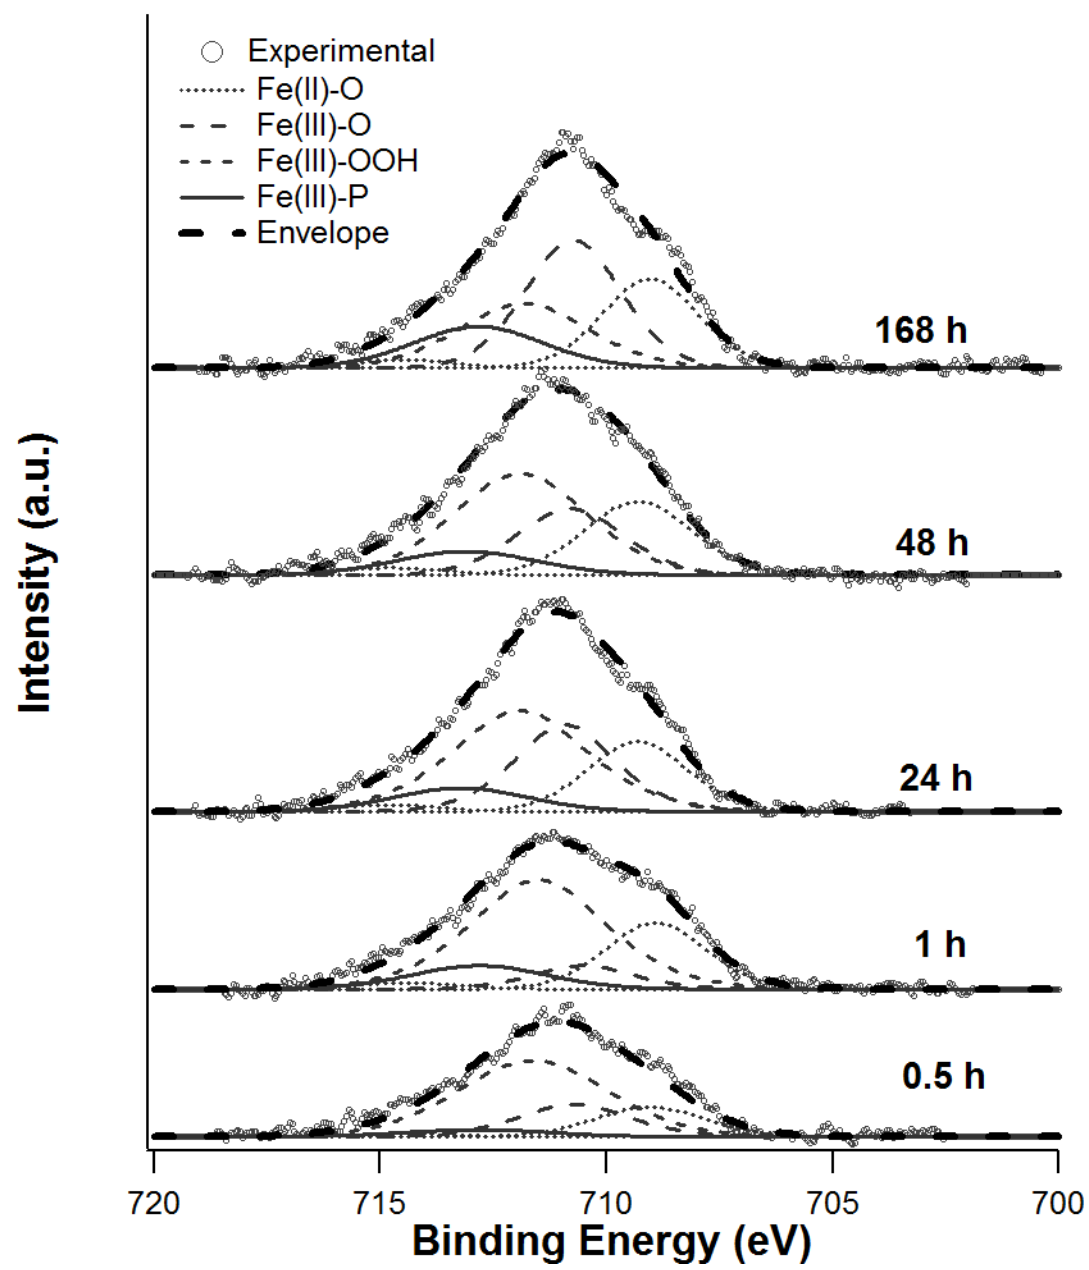 Experimental
Fe(II)-O
Fe(III)-O
Fe(III)-OOH
Fe(III)-P
Envelope
168 h
48 h
24 h
1 h
0.5 h
Intensity (a.u.)
720 715 710 705 700
Binding Energy (eV)